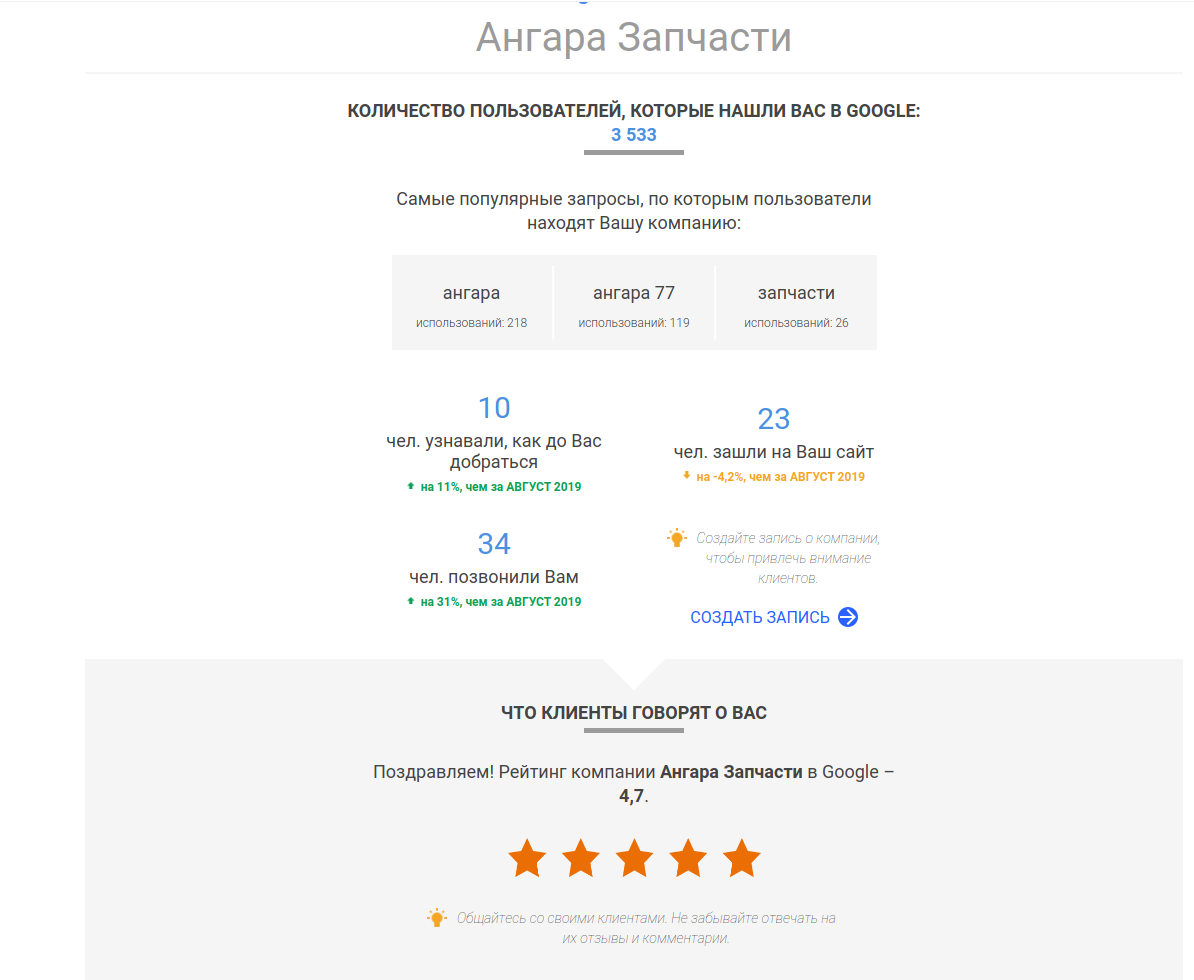 Ангара Запчасти
КОЛИЧЕСТВО ПОЛЬЗОВАТЕЛЕЙ, КОТОРЫЕ НАШЛИ ВАС В GOOGLE:
3 533
Самые популярные запросы, по которым пользователи
находят Вашу компанию:
ангара
использований: 218
ангара 77
использований: 119
запчасти
использований: 26
10
чел. узнавали, как до Вас
добраться
на 11%, чем за АВГУСТ 2019
23
чел. зашли на Ваш сайт
на -4,2%, чем за АВГУСТ 2019
34
чел. позвонили Вам
на 31%, чем за АВГУСТ 2019
Создайте запись о компании,
чтобы привлечь внимание
клиентов.
СОЗДАТЬ ЗАПИСЬ
ЧТО КЛИЕНТЫ ГОВОРЯТ О ВАС
Поздравляем! Рейтинг компании Ангара Запчасти в Google –
4,7.
Общайтесь со своими клиентами. Не забывайте отвечать на
их отзывы и комментарии.